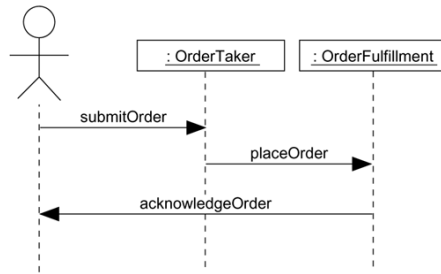 : OrderTaker
: OrderFulfillment
submitOrder
placeOrder
acknowledgeOrder